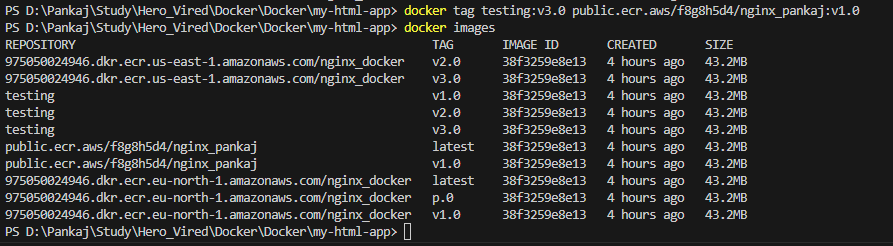 PS D:\Pankaj\Study\Hero_Vired\Docker\Docker\my-html-app> docker tag testing:v3.0 public.ecr.aws/f8g8h5d4/nginx_pankaj:v1.0
PS D:\Pankaj\Study\Hero_Vired\Docker\Docker\my-html-app> docker images
REPOSITORY TAG IMAGE ID CREATED SIZE
975050024946.dkr.ecr.us-east-1.amazonaws.com/nginx_docker v2.0 38f3259e8e13 4 hours ago 43.2MB
975050024946.dkr.ecr.us-east-1.amazonaws.com/nginx_docker v3.0 38f3259e8e13 4 hours ago 43.2MB
testing v1.0 38f3259e8e13 4 hours ago 43.2MB
testing v2.0 38f3259e8e13 4 hours ago 43.2MB
testing v3.0 38f3259e8e13 4 hours ago 43.2MB
public.ecr.aws/f8g8h5d4/nginx_pankaj latest 38f3259e8e13 4 hours ago 43.2MB
public.ecr.aws/f8g8h5d4/nginx_pankaj v1.0 38f3259e8e13 4 hours ago 43.2MB
975050024946.dkr.ecr.eu-north-1.amazonaws.com/nginx_docker latest 38f3259e8e13 4 hours ago 43.2MB
975050024946.dkr.ecr.eu-north-1.amazonaws.com/nginx_docker p.0 38f3259e8e13 4 hours ago 43.2MB
975050024946.dkr.ecr.eu-north-1.amazonaws.com/nginx_docker v1.0 38f3259e8e13 4 hours ago 43.2MB
PS D:\Pankaj\Study\Hero_Vired\Docker\Docker\my-html-app>